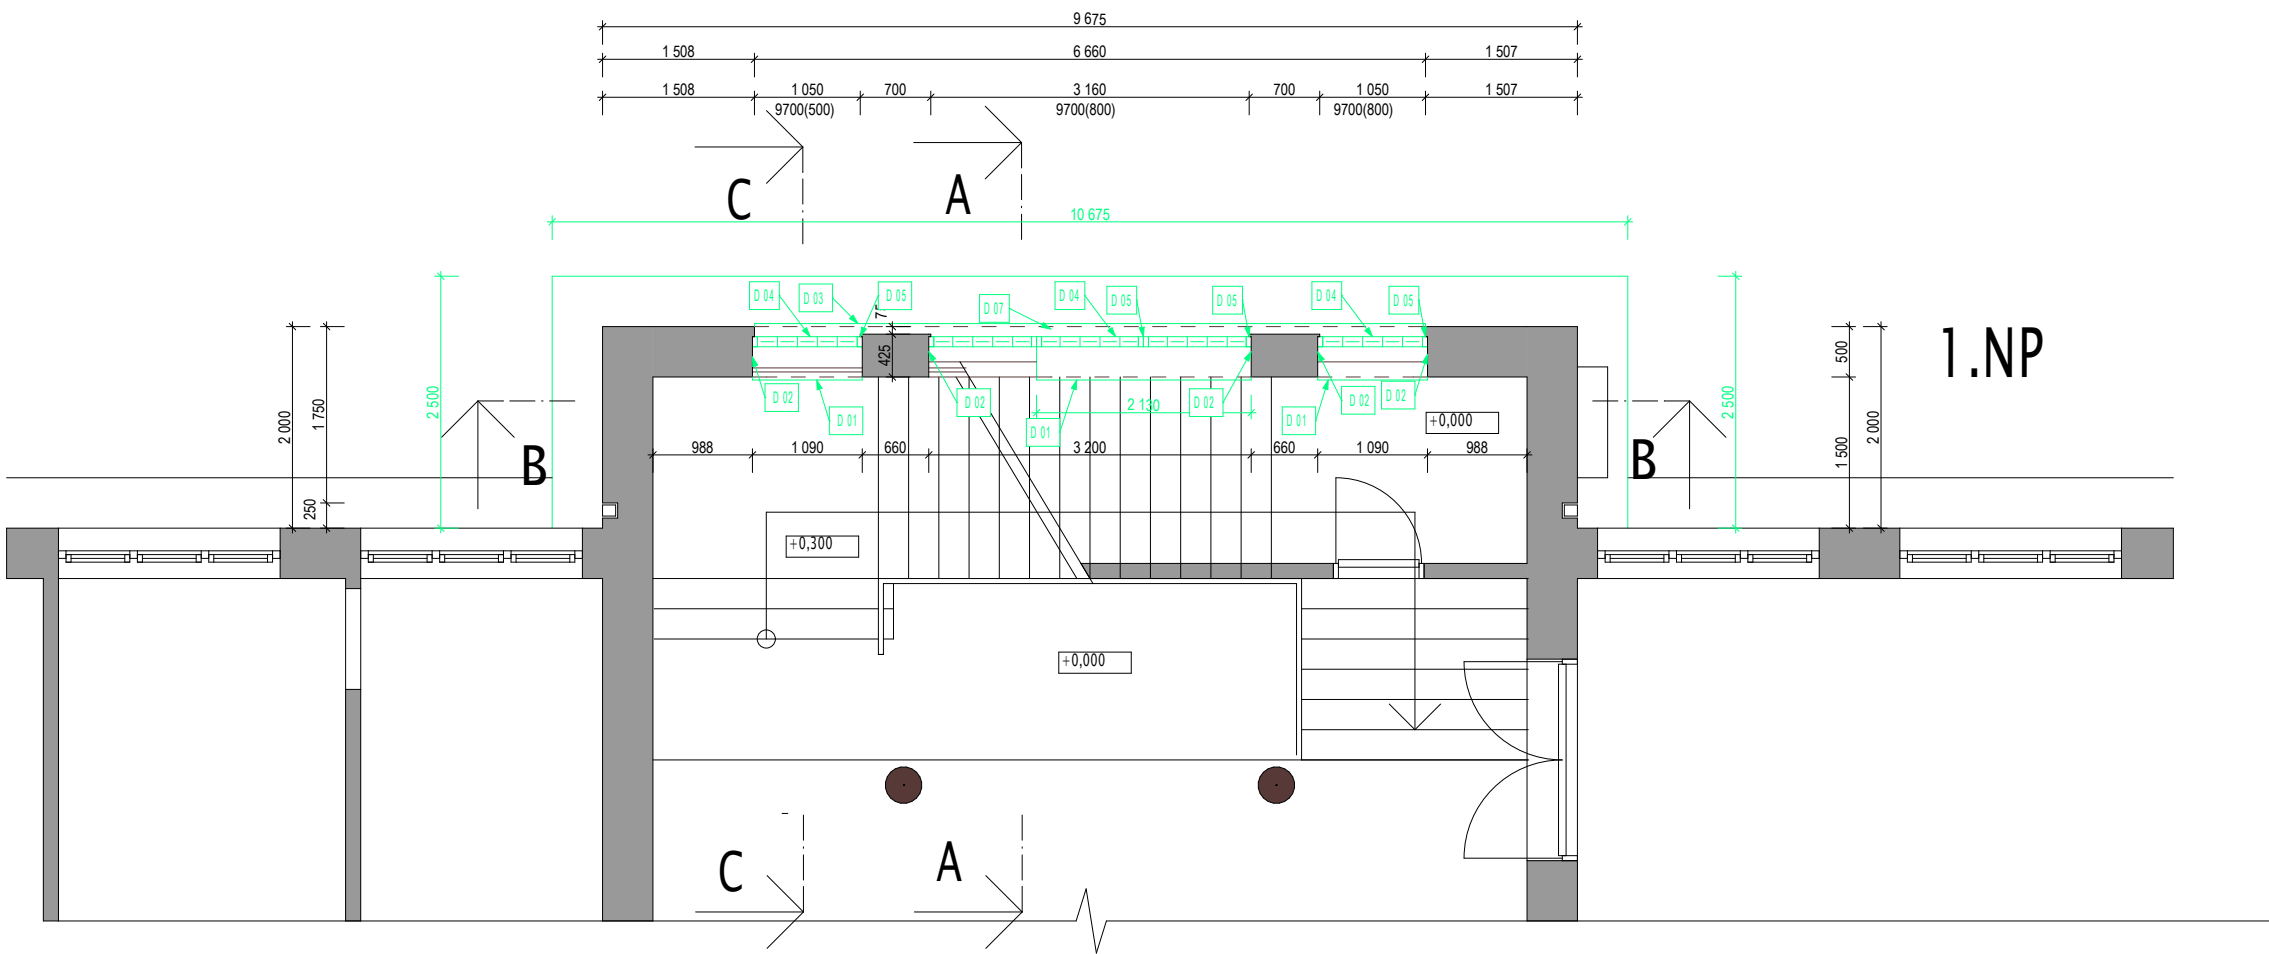 9 675
1 508 6 660 1 507
1 508 1 050 700 3 160 700 1 050 1 507
9700(500) 9700(800) 9700(800)
C A
10 675
D 04 D 03 D 05 D 07 D 04 D 05 D 05 D 04 D 05
425
1.NP
2 000 1 750 250 2 500
2 500 500 1 500 2 000
D 02 D 01 D 02 D 01 2 130 D 02 D 01 D 02 D 02
+0,000
B B
988 1 090 660 3 200 660 1 090 988
+0,300
+0,000
C A